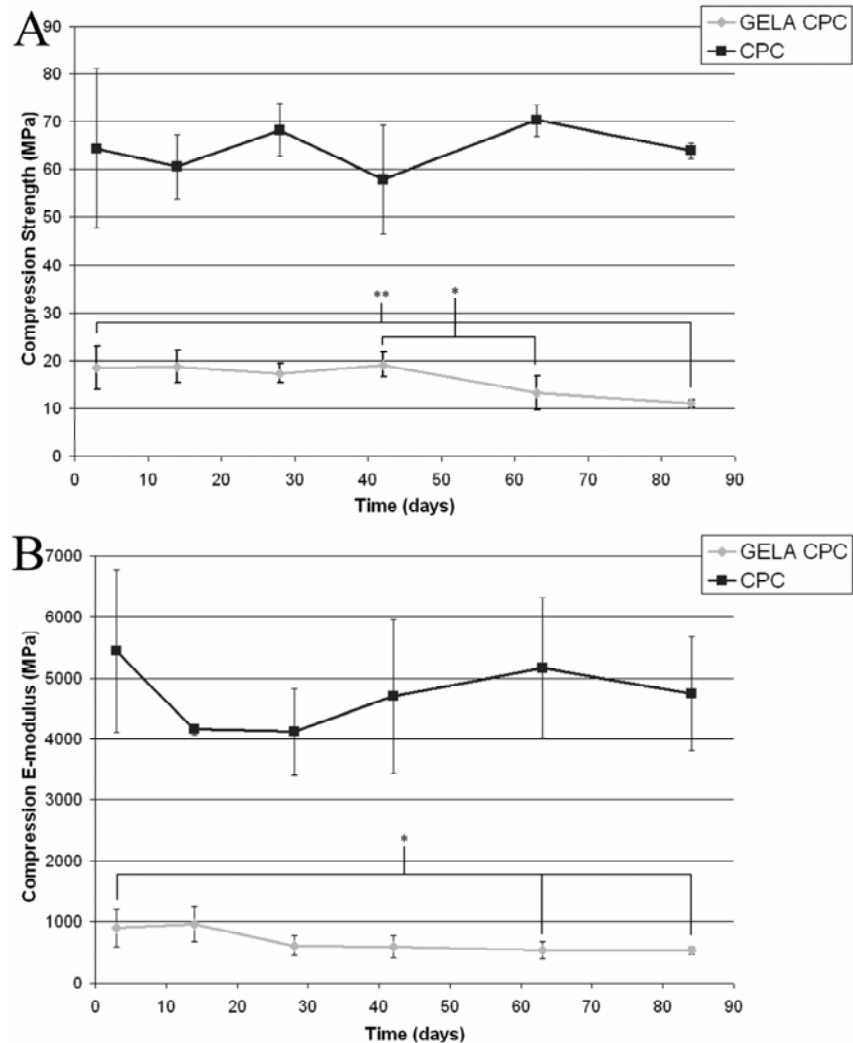 A
GELA CPC
CPC
Compression Strength (MPa)
90
80
70
60
50
40
30
20
10
0
**
*
0 10 20 30 40 50 60 70 80 90
Time (days)
B
GELA CPC
CPC
Compression E-modulus (MPa)
7000
6000
5000
4000
3000
2000
1000
0
*
0 10 20 30 40 50 60 70 80 90
Time (days)